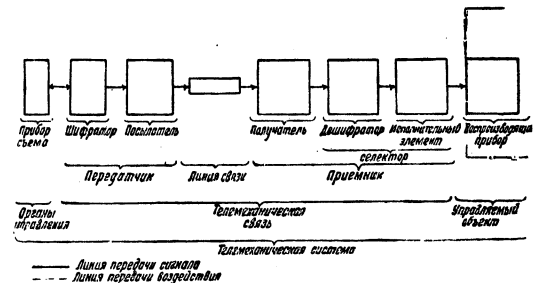 Прибор съема
Шифратор
Посылатель
Получатель
Дешифратор
Исполнительный элемент
Воспроизводящий прибор
селектор
Передатчик
Линия связи
Приемник
Органы управления
Телемеханическая связь
Управляемый объект
Телемеханическая система
Линия передачи сигнала
Линия передачи воздействия